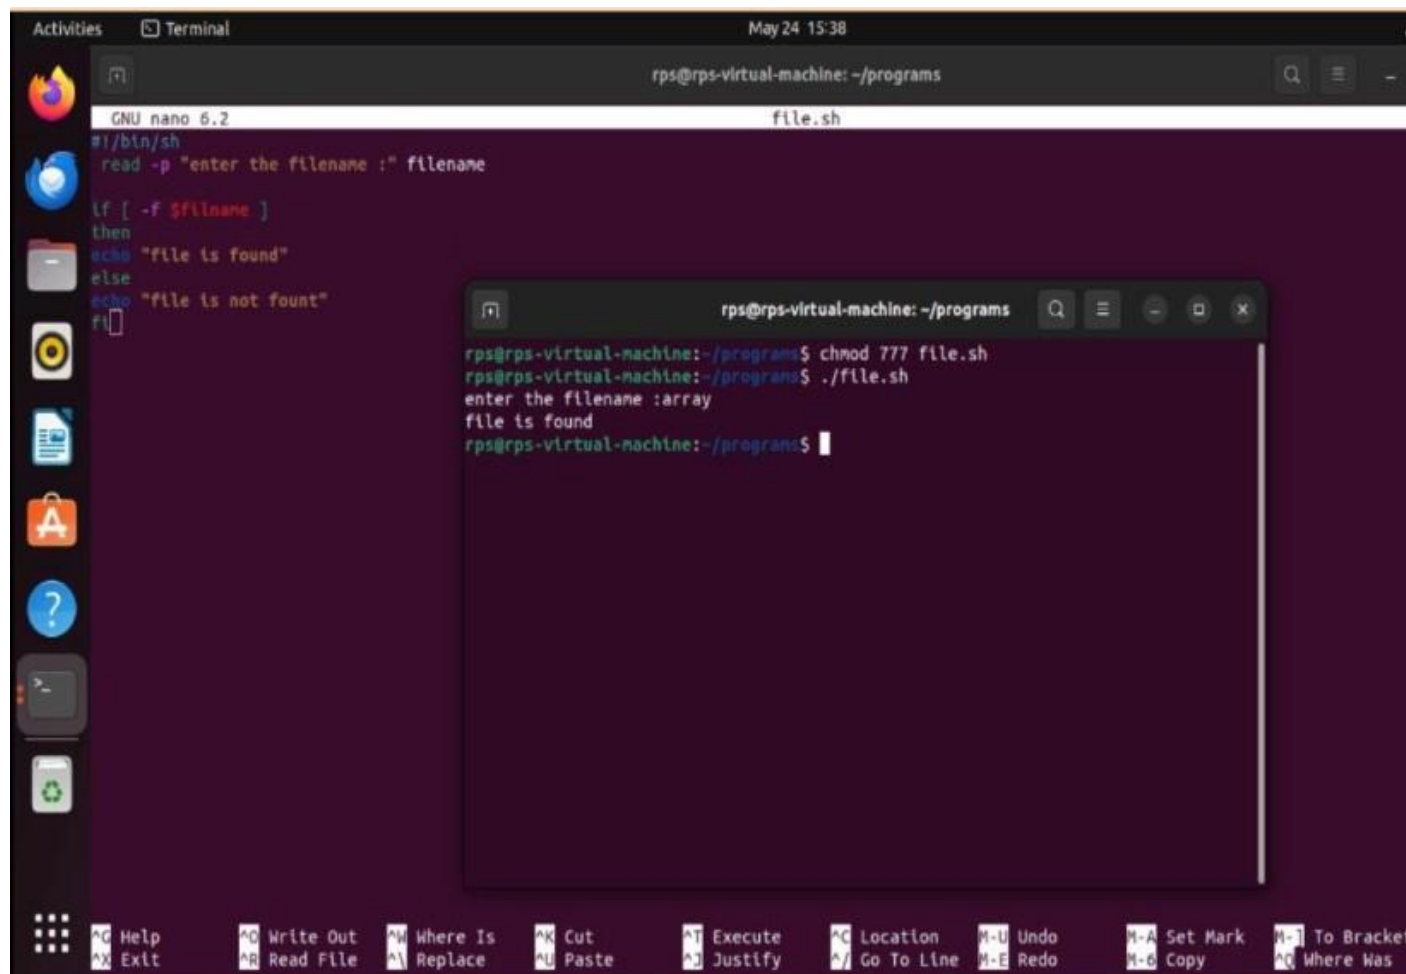 Activities Terminal May 24 15:38
rps@rps-virtual-machine: ~/programs
GNU nano 6.2 file.sh
#!/bin/sh
read -p "enter the filename :" filename
if [ -f $filname ]
then
echo "file is found"
else
echo "file is not fount"
fi
rps@rps-virtual-machine: ~/programs
rps@rps-virtual-machine:~/programs$ chmod 777 file.sh
rps@rps-virtual-machine:~/programs$ ./file.sh
enter the filename :array
file is found
rps@rps-virtual-machine:~/programs$
^G Help ^O Write Out ^W Where Is ^K Cut ^T Execute ^C Location M-U Undo M-A Set Mark M-] To Bracket
^X Exit ^R Read File ^\ Replace ^U Paste ^J Justify ^/ Go To Line M-E Redo M-6 Copy ^Q Where Was